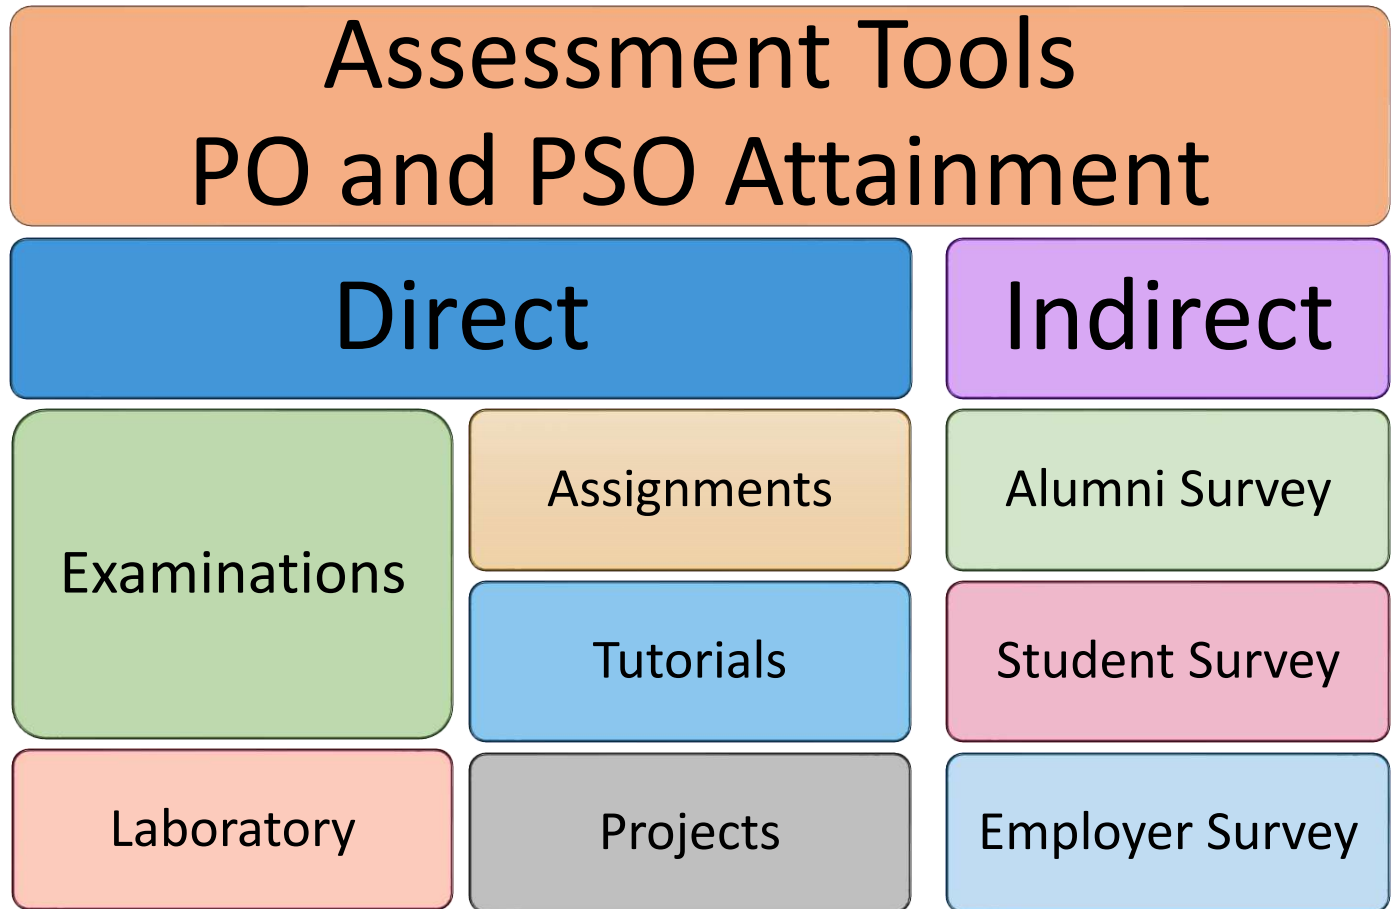 Assessment Tools
PO and PSO Attainment
Direct
Indirect
Examinations
Assignments
Alumni Survey
Tutorials
Student Survey
Laboratory
Projects
Employer Survey